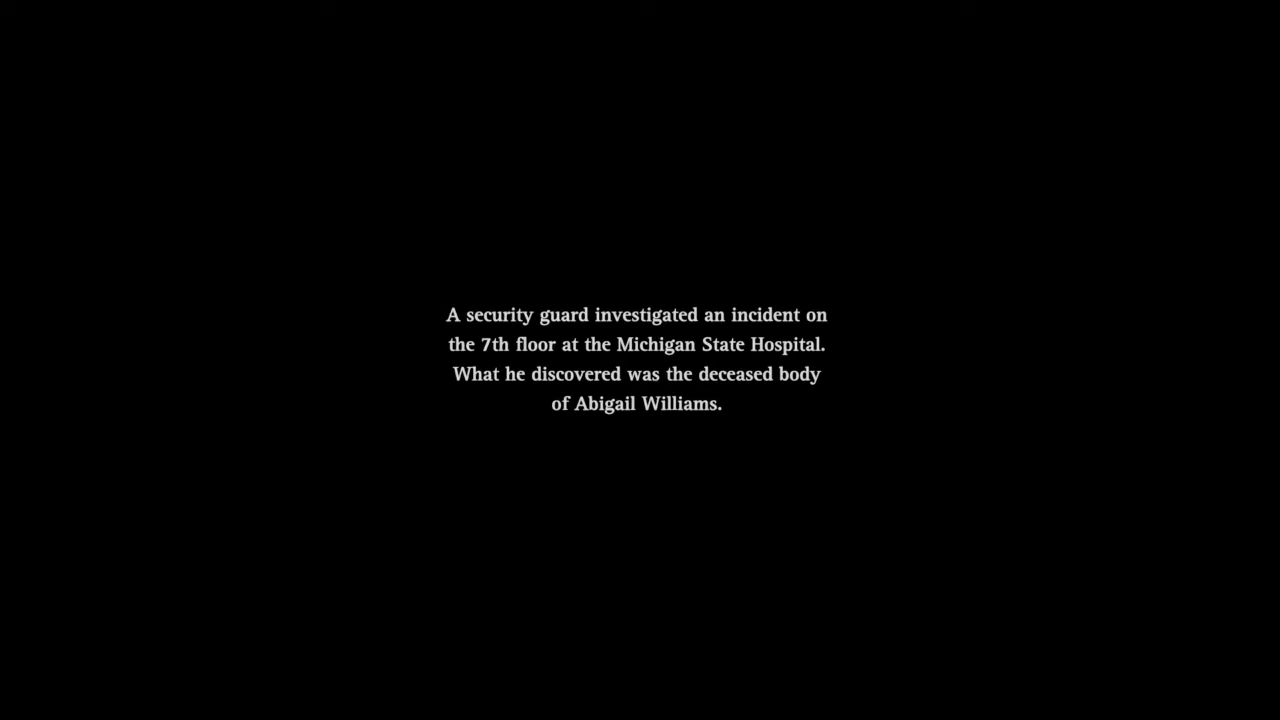 A security guard investigated an incident on
the 7th floor at the Michigan State Hospital.
What he discovered was the deceased body
of Abigail Williams.